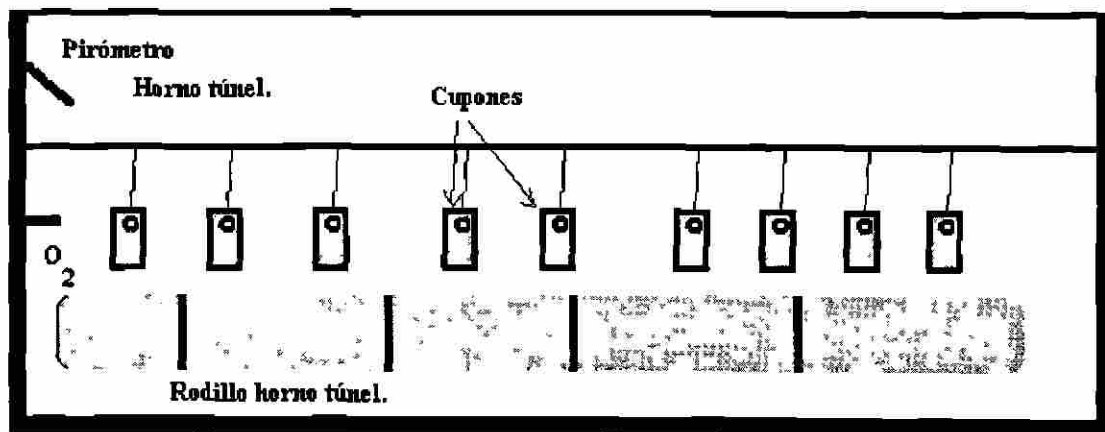 Pirómetro
Horno túnel.
Cupones
O2
Rodillo horno túnel.